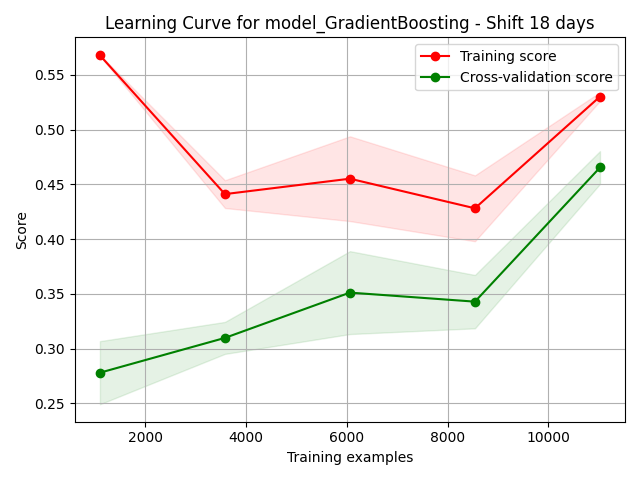 Learning Curve for model_GradientBoosting - Shift 18 days
Training score
Cross-validation score
0.55
0.50
0.45
0.40
0.35
0.30
0.25
Score
2000 4000 6000 8000 10000
Training examples